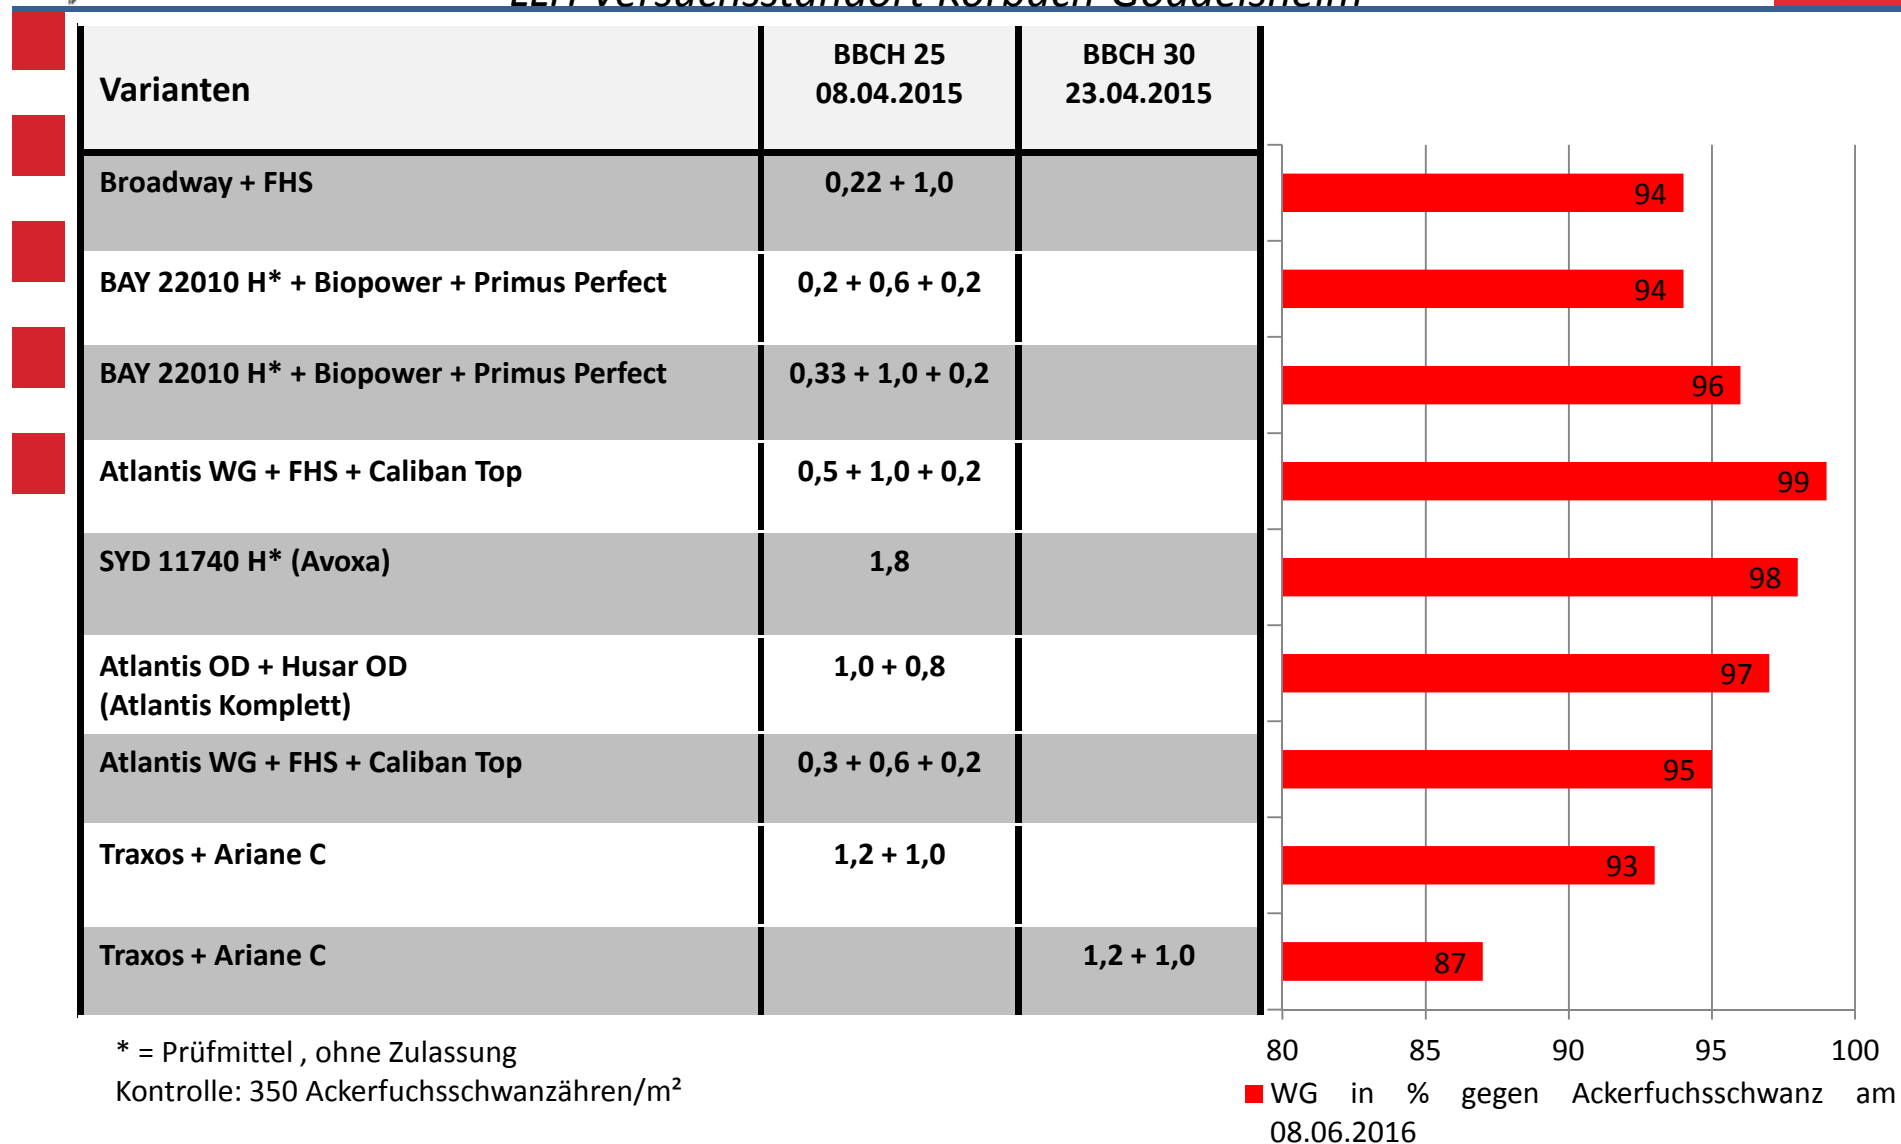 LLH-Versuchsstandort Korbach-Goddelsheim
Varianten
BBCH 25
08.04.2015
BBCH 30
23.04.2015
Broadway + FHS
0,22 + 1,0
94
BAY 22010 H* + Biopower + Primus Perfect
0,2 + 0,6 + 0,2
94
BAY 22010 H* + Biopower + Primus Perfect
0,33 + 1,0 + 0,2
96
Atlantis WG + FHS + Caliban Top
0,5 + 1,0 + 0,2
99
SYD 11740 H* (Avoxa)
1,8
98
Atlantis OD + Husar OD
(Atlantis Komplett)
1,0 + 0,8
97
Atlantis WG + FHS + Caliban Top
0,3 + 0,6 + 0,2
95
Traxos + Ariane C
1,2 + 1,0
93
Traxos + Ariane C
1,2 + 1,0
87
80 85 90 95 100
WG in % gegen Ackerfuchsschwanz am
08.06.2016
* = Prüfmittel , ohne Zulassung
Kontrolle: 350 Ackerfuchsschwanzähren/m²